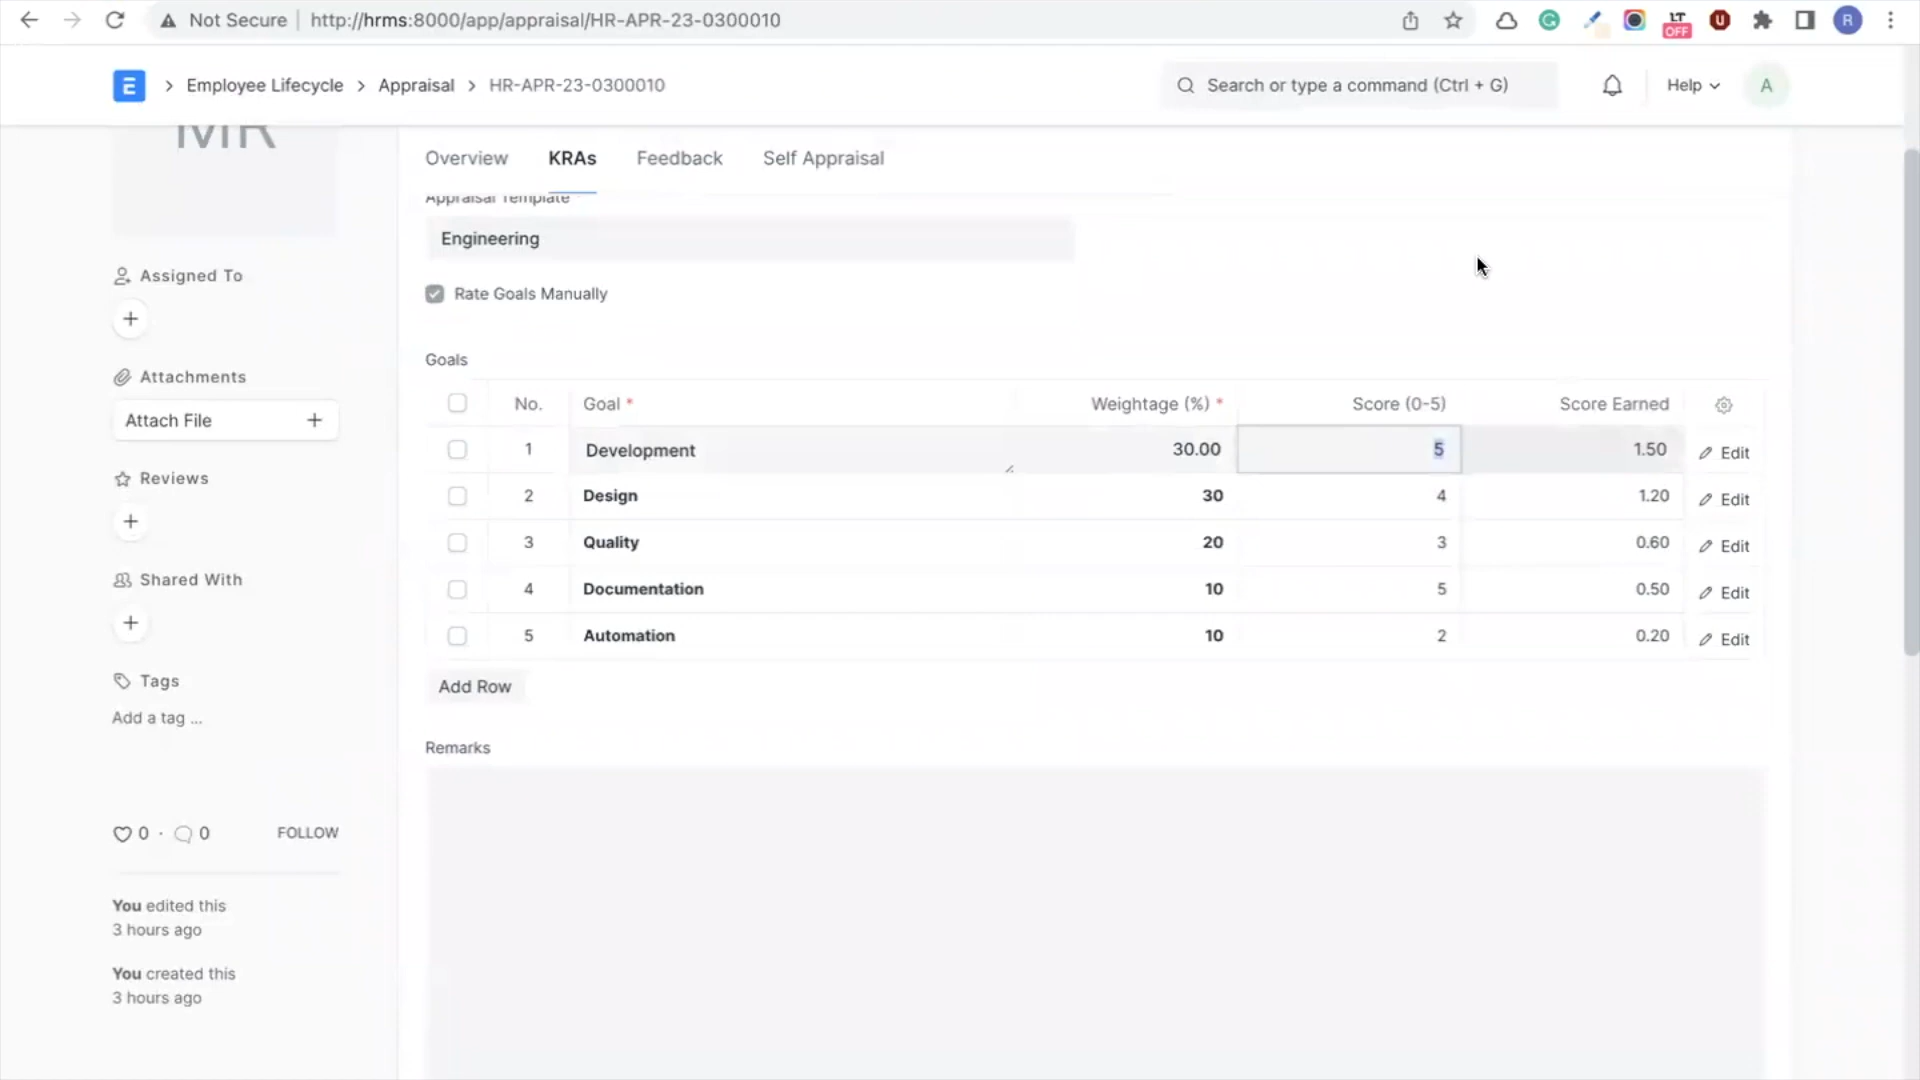 Not Secure | http://hrms:8000/app/appraisal/HR-APR-23-0300010
LT
OFF
U
R
E > Employee Lifecycle > Appraisal > HR-APR-23-0300010
Search or type a command (Ctrl + G)
Help
A
MR
Overview KRAs Feedback Self Appraisal
Appraisal Template
Engineering
Rate Goals Manually
Assigned To
Goals
Attachments
Attach File +
No. Goal * Weightage (%) * Score (0-5) Score Earned
1 Development 30.00 5 1.50 Edit
2 Design 30 4 1.20 Edit
3 Quality 20 3 0.60 Edit
4 Documentation 10 5 0.50 Edit
5 Automation 10 2 0.20 Edit
Reviews
Shared With
Tags
Add a tag ...
Add Row
Remarks
0 · 0 FOLLOW
You edited this
3 hours ago
You created this
3 hours ago